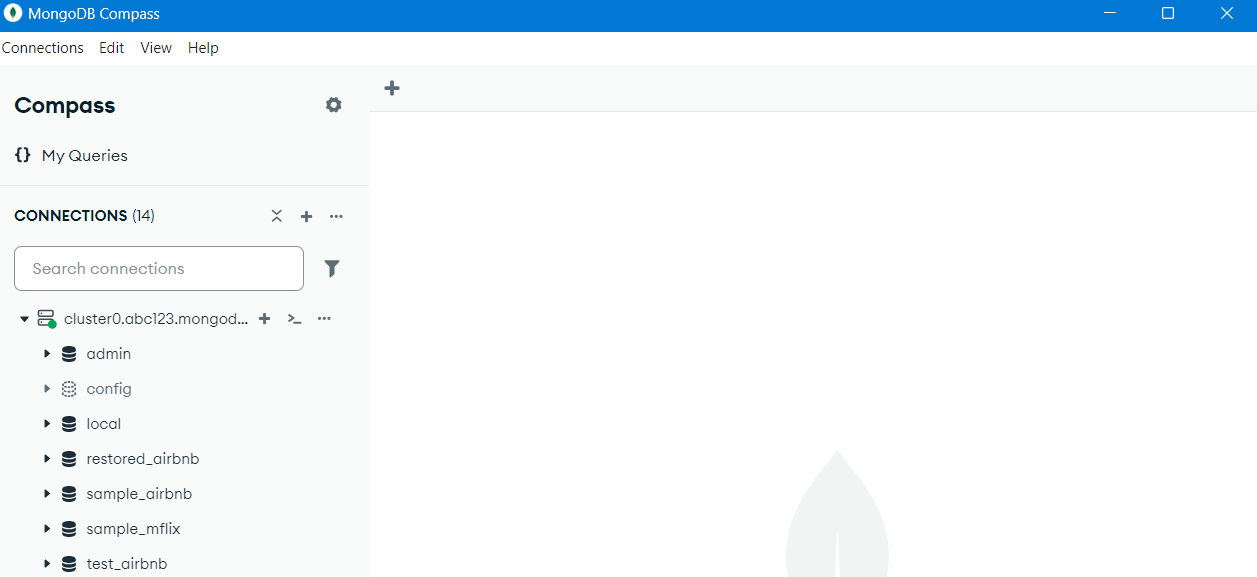 MongoDB Compass
Connections Edit View Help
Compass
{} My Queries
CONNECTIONS (14)
Search connections
cluster0.abc123.mongod...
admin
config
local
restored_airbnb
sample_airbnb
sample_mflix
test_airbnb